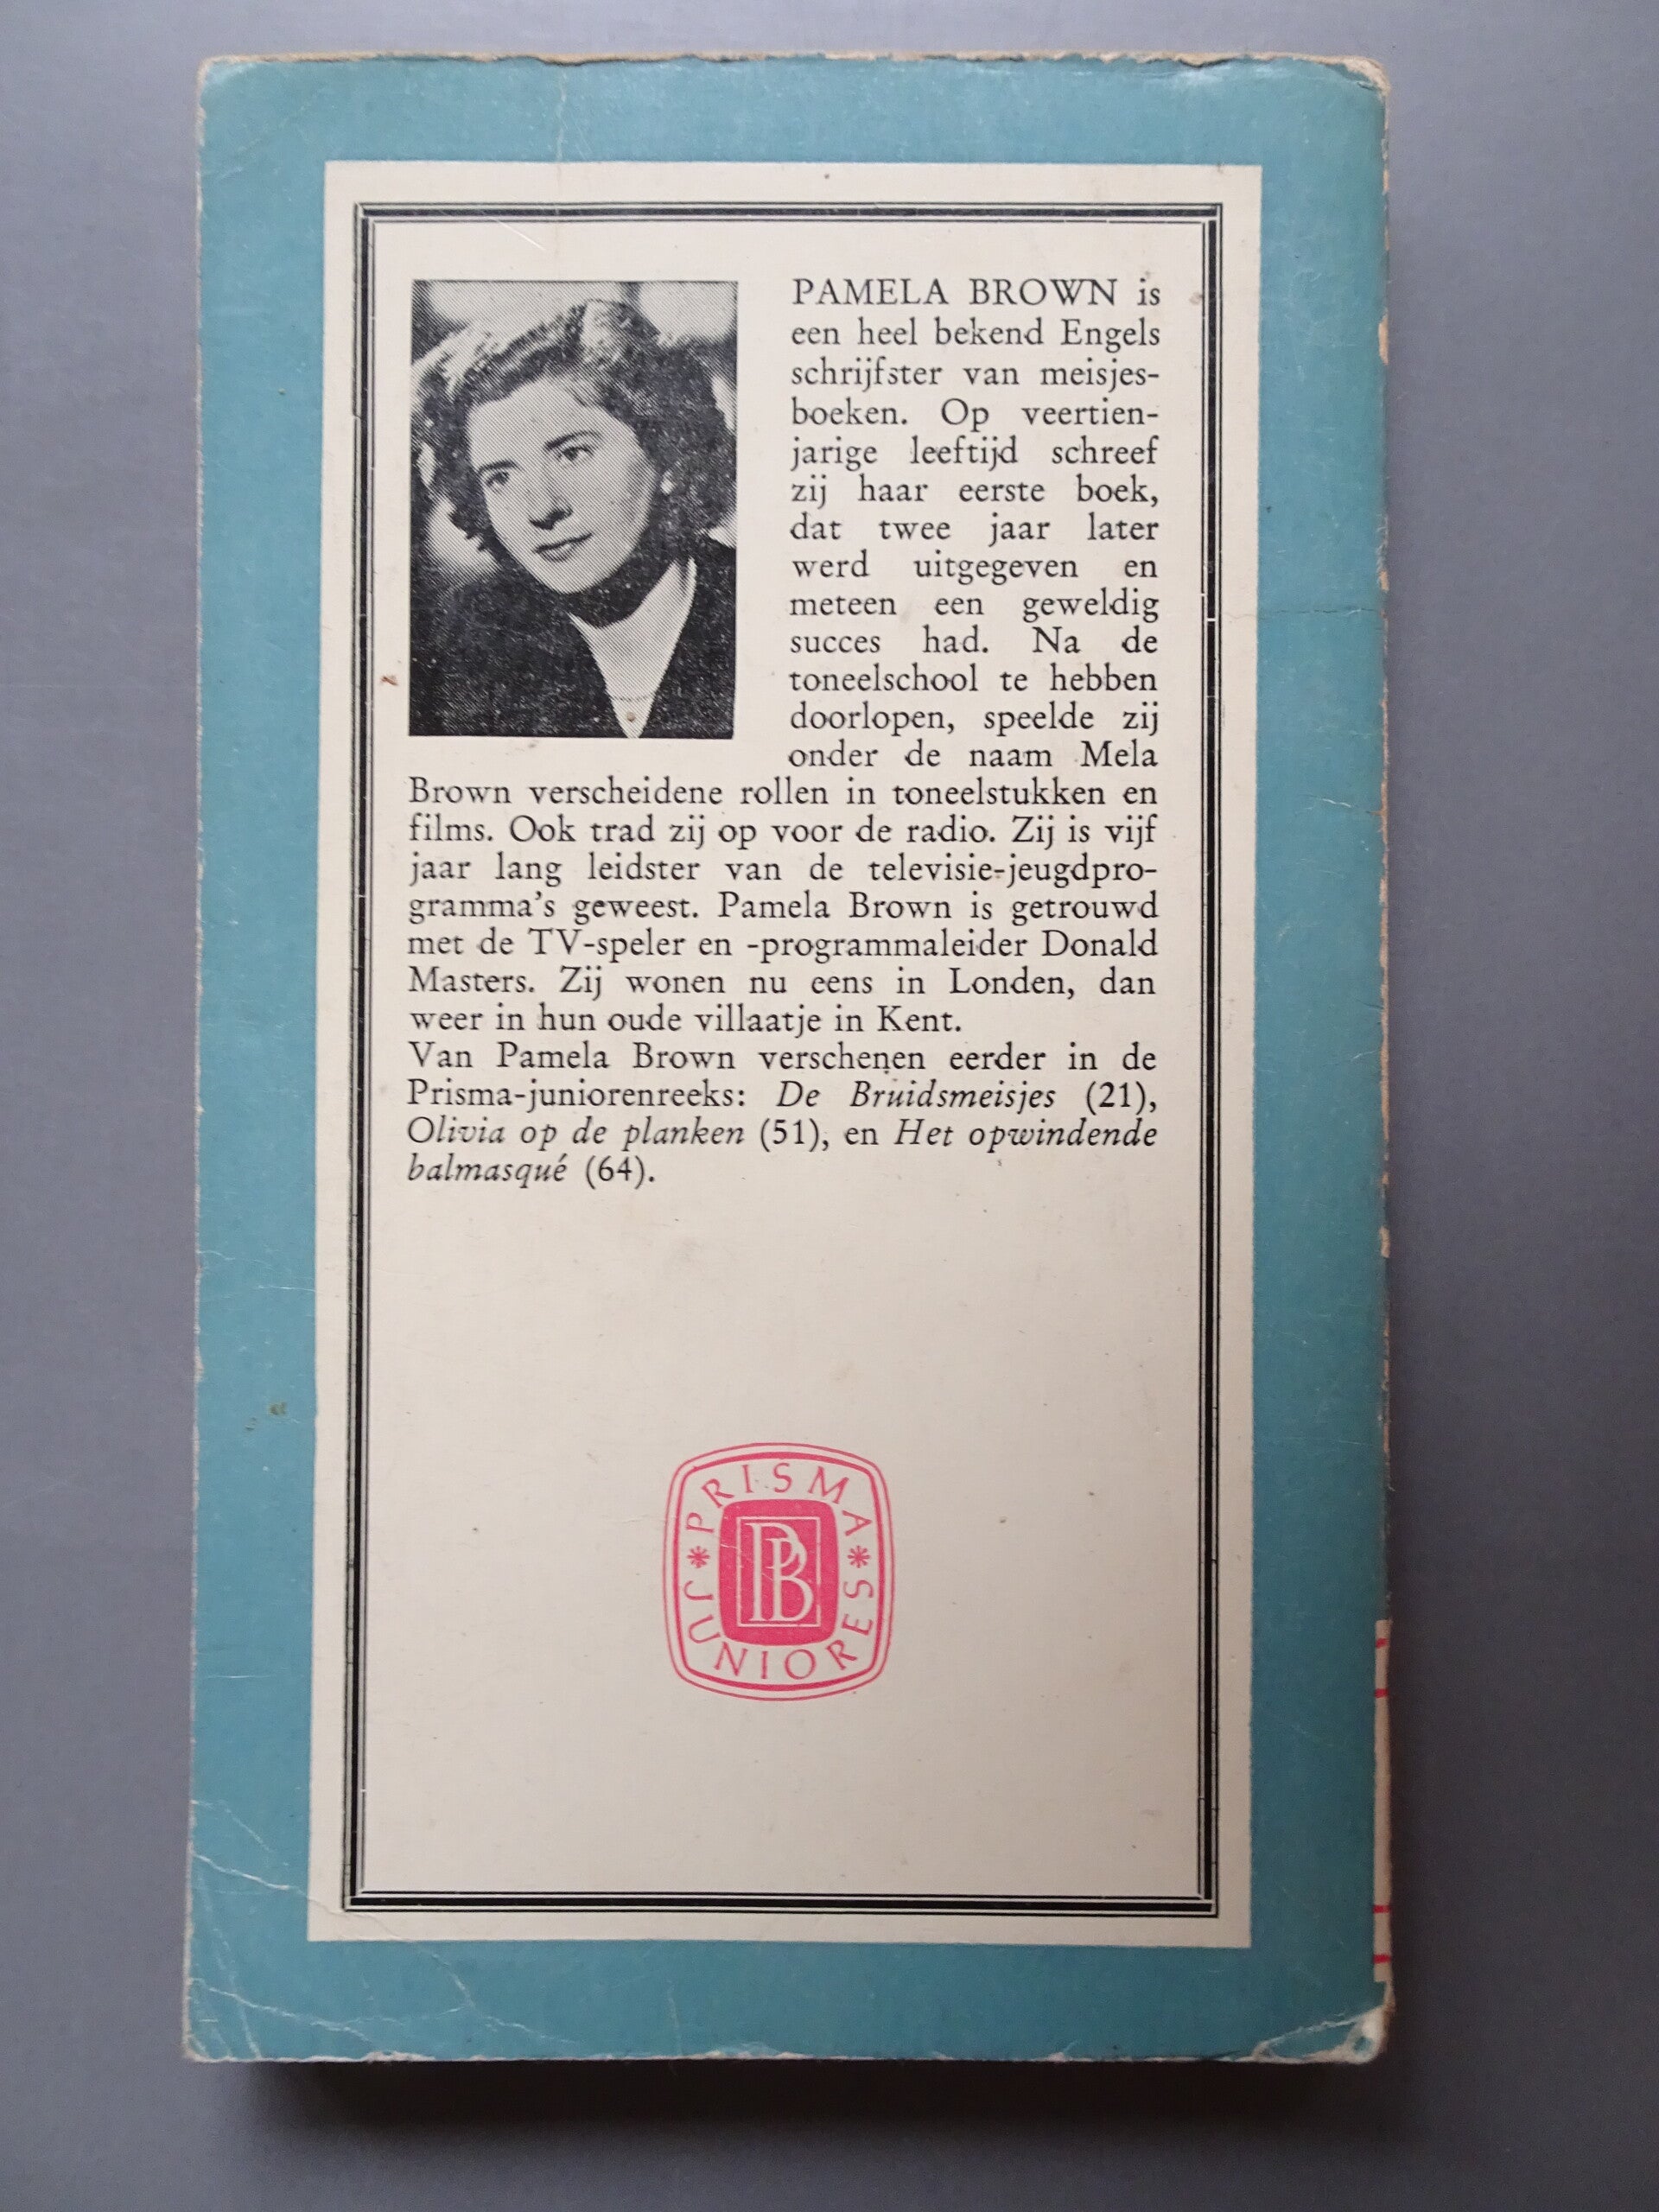 PAMELA BROWN is
een heel bekend Engels
schrijfster van meisjes-
boeken. Op veertien-
jarige leeftijd schreef
zij haar eerste boek,
dat twee jaar later
werd uitgegeven en
meteen een geweldig
succes had. Na de
toneelschool te hebben
doorlopen, speelde zij
onder de naam Mela
Brown verscheidene rollen in toneelstukken en
films. Ook trad zij op voor de radio. Zij is vijf
jaar lang leidster van de televisie-jeugdpro-
gramma's geweest. Pamela Brown is getrouwd
met de TV-speler en -programmaleider Donald
Masters. Zij wonen nu eens in Londen, dan
weer in hun oude villaatje in Kent.
Van Pamela Brown verschenen eerder in de
Prisma-juniorenreeks: De Bruidsmeisjes (21),
Olivia op de planken (51), en Het opwindende
balmasqué (64).
PRISMA
PB
JUNIORES